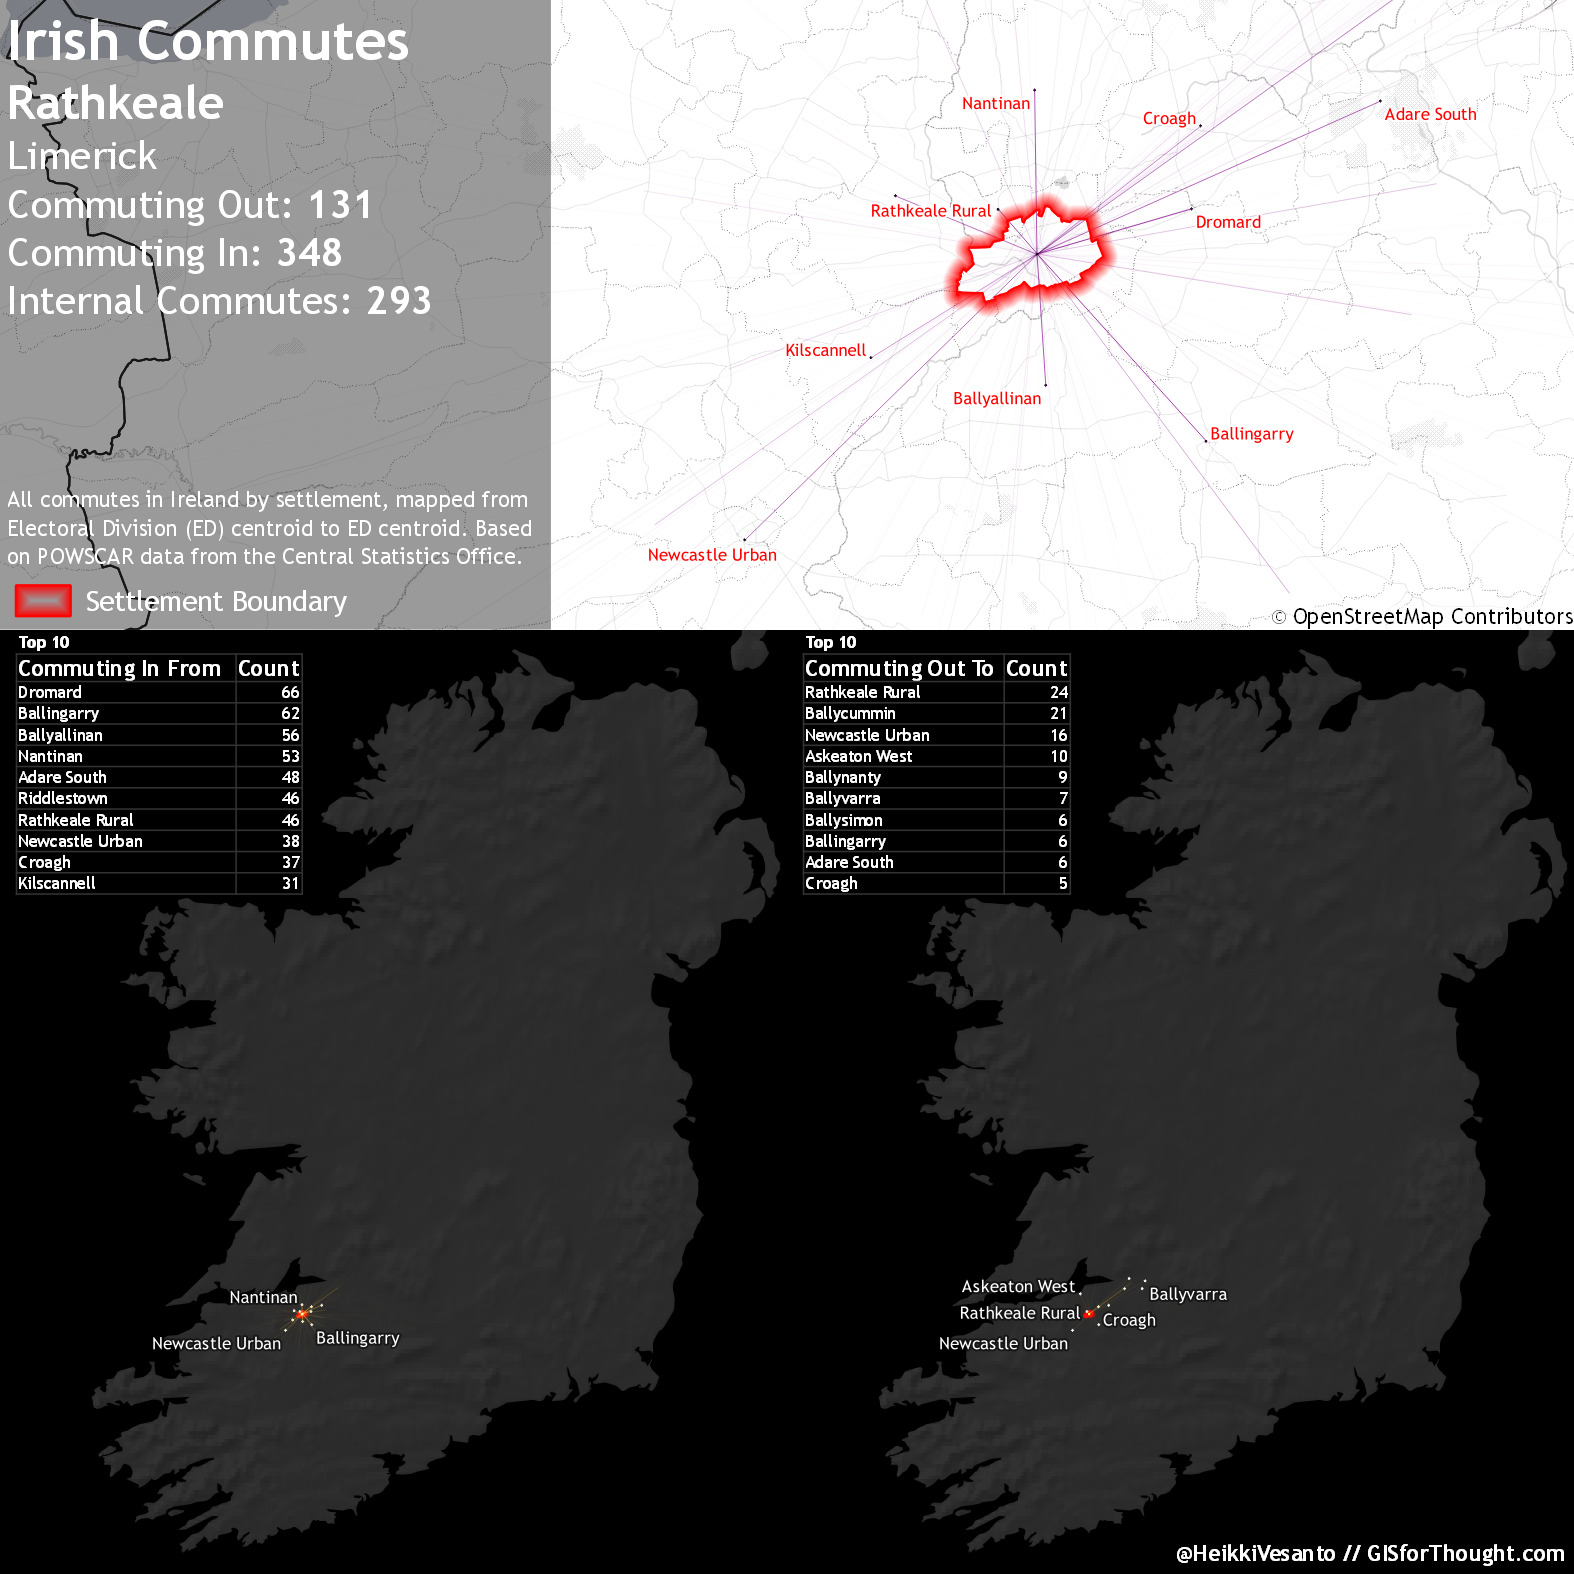 Irish Commutes
Rathkeale
Limerick
Commuting Out: 131
Commuting In: 348
Internal Commutes: 293
All commutes in Ireland by settlement, mapped from
Electoral Division (ED) centroid to ED centroid. Based
on POWSCAR data from the Central Statistics Office.
Settlement Boundary
Nantinan
Croagh
Adare South
Rathkeale Rural
Dromard
Kilscannell
Ballyallinan
Ballingarry
Newcastle Urban
© OpenStreetMap Contributors
Top 10
Commuting In From Count
Dromard 66
Ballingarry 62
Ballyallinan 56
Nantinan 53
Adare South 48
Riddlestown 46
Rathkeale Rural 46
Newcastle Urban 38
Croagh 37
Kilscannell 31
Top 10
Commuting Out To Count
Rathkeale Rural 24
Ballycummin 21
Newcastle Urban 16
Askeaton West 10
Ballynanty 9
Ballyvarra 7
Ballysimon 6
Ballingarry 6
Adare South 6
Croagh 5
Nantinan
Newcastle Urban
Ballingarry
Askeaton West
Ballyvarra
Rathkeale Rural
Croagh
Newcastle Urban
@HeikkiVesanto // GISforThought.com